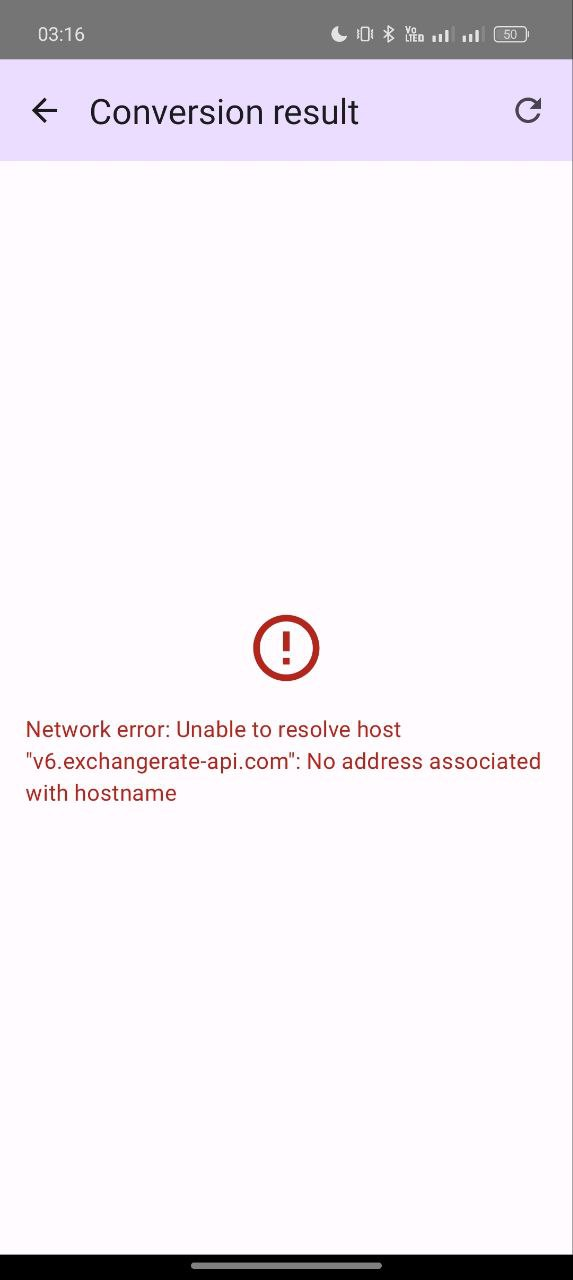 03:16
Vo LTE 50
Conversion result
Network error: Unable to resolve host
"v6.exchangerate-api.com": No address associated
with hostname